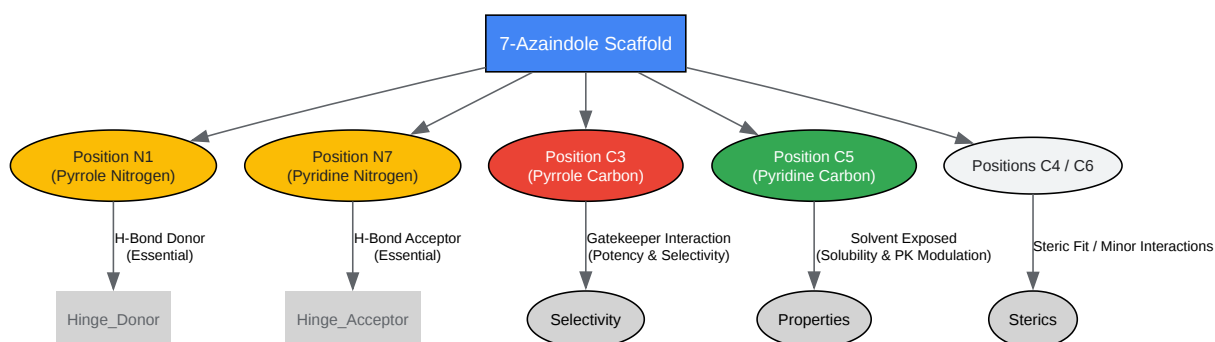 7-Azaindole Scaffold
Position N1
(Pyrrole Nitrogen)
Position N7
(Pyridine Nitrogen)
Position C3
(Pyrrole Carbon)
Position C5
(Pyridine Carbon)
Positions C4 / C6
H-Bond Donor
(Essential)
H-Bond Acceptor
(Essential)
Gatekeeper Interaction
(Potency & Selectivity)
Solvent Exposed
(Solubility & PK Modulation)
Steric Fit / Minor Interactions
Hinge_Donor
Hinge_Acceptor
Selectivity
Properties
Sterics